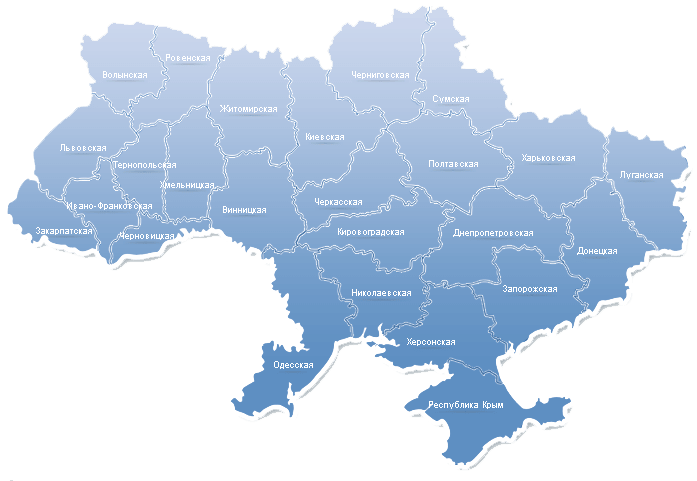 Ровенская
Волынская
Черниговская
Сумская
Житомирская
Киевская
Львовская
Тернопольская
Полтавская
Харьковская
Луганская
Хмельницкая
Ивано-Франковская
Винницкая
Черкасская
Закарпатская
Черновицкая
Кировоградская
Днепропетровская
Донецкая
Николаевская
Запорожская
Херсонская
Одесская
Республика Крым